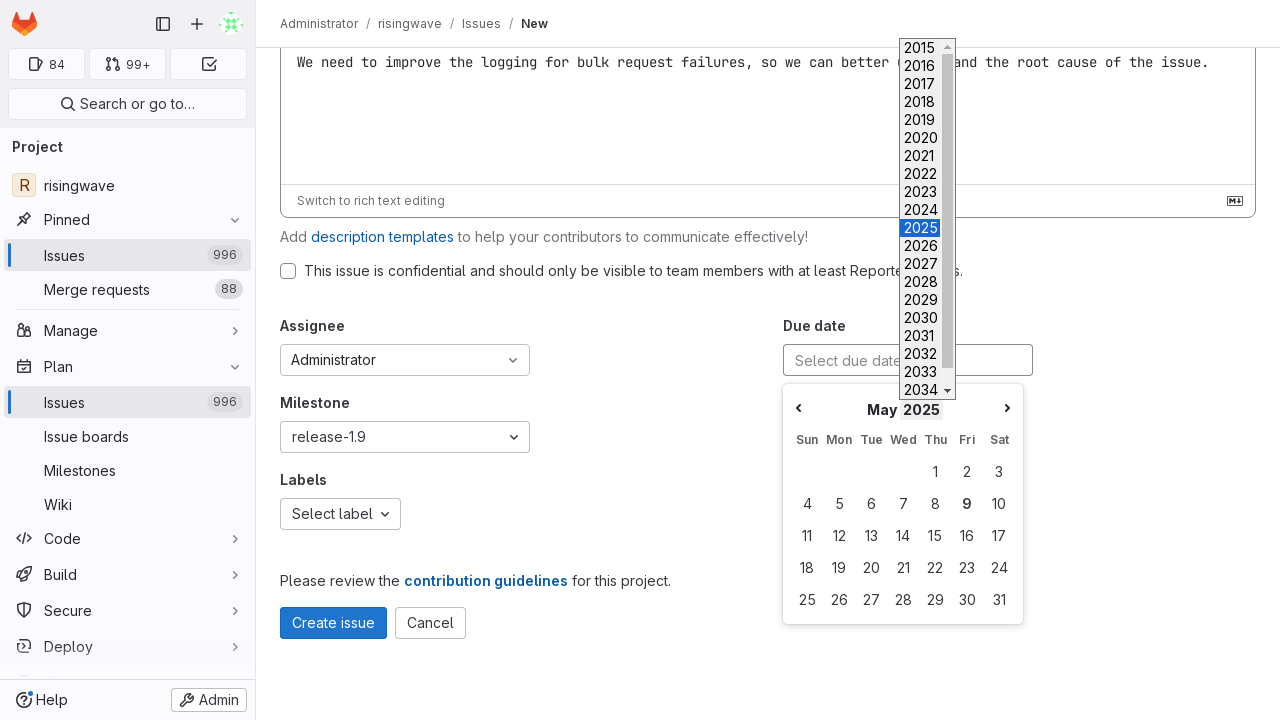 84
99+
Search or go to…
Project
R risingwave
Pinned
Issues 996
Merge requests 88
Manage
Plan
Issues 996
Issue boards
Milestones
Wiki
Code
Build
Secure
Deploy
Help
Admin
Administrator / risingwave / Issues / New
We need to improve the logging for bulk request failures, so we can better and the root cause of the issue.
Switch to rich text editing
Add description templates to help your contributors to communicate effectively!
This issue is confidential and should only be visible to team members with at least
Assignee
Administrator
Milestone
release-1.9
Labels
Select label
Due date
Select due date
2015
2016
2017
2018
2019
2020
2021
2022
2023
2024
2025
2026
2027
2028
2029
2030
2031
2032
2033
2034
May 2025
Sun Mon Tue Wed Thu Fri Sat
1 2 3
4 5 6 7 8 9 10
11 12 13 14 15 16 17
18 19 20 21 22 23 24
25 26 27 28 29 30 31
Please review the contribution guidelines for this project.
Create issue
Cancel